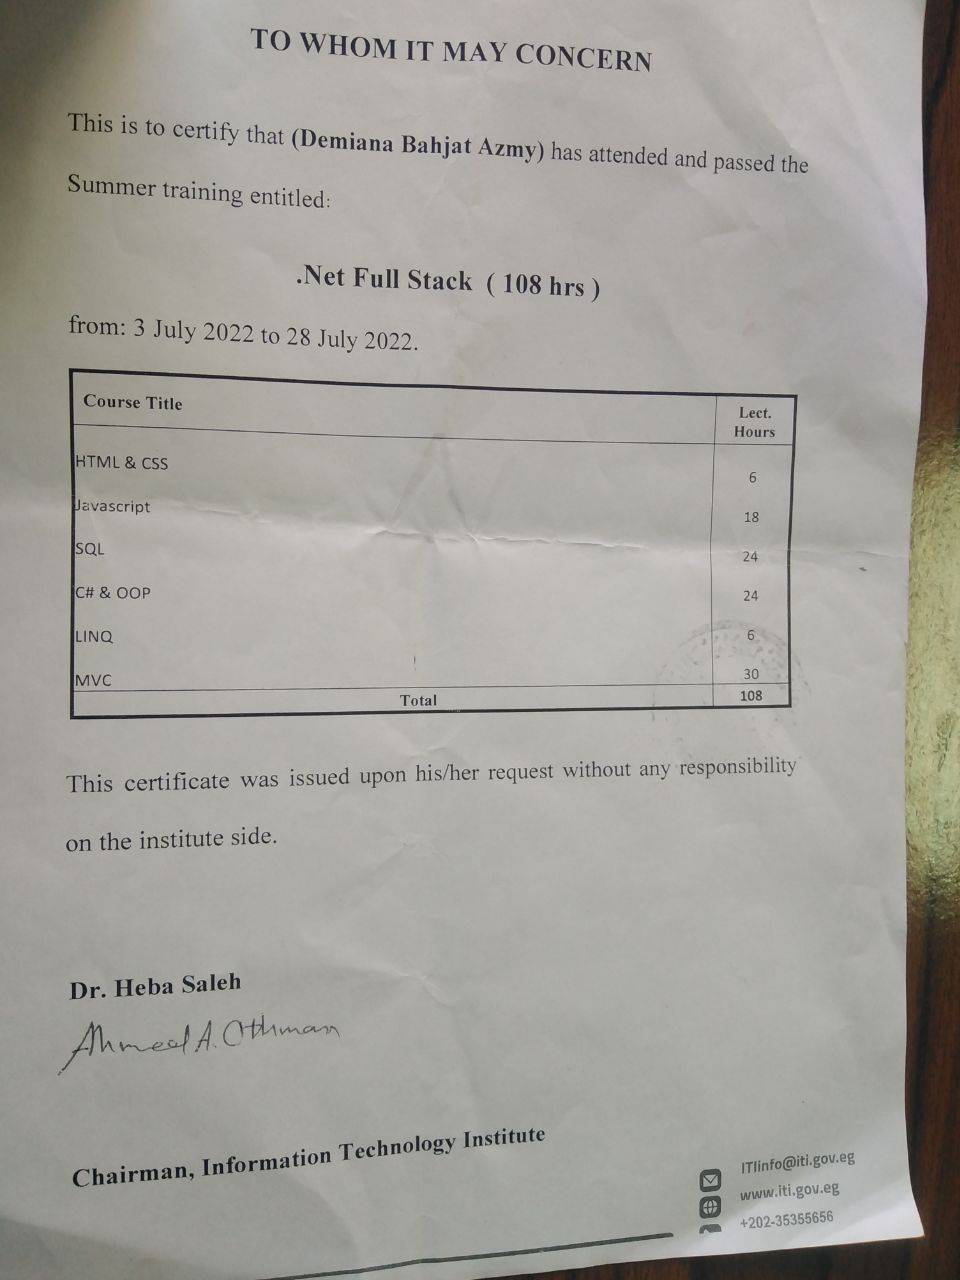 TO WHOM IT MAY CONCERN
This is to certify that (Demiana Bahjat Azmy) has attended and passed the
Summer training entitled:
.Net Full Stack ( 108 hrs )
from: 3 July 2022 to 28 July 2022.
Course Title Lect. Hours
HTML & CSS 6
Javascript 18
SQL 24
C# & OOP 24
LINQ 6
MVC 30
Total 108
This certificate was issued upon his/her request without any responsibility
on the institute side.
Dr. Heba Saleh
Ahmed A. Othman
Chairman, Information Technology Institute
ITIinfo@iti.gov.eg
www.iti.gov.eg
+202-35355656